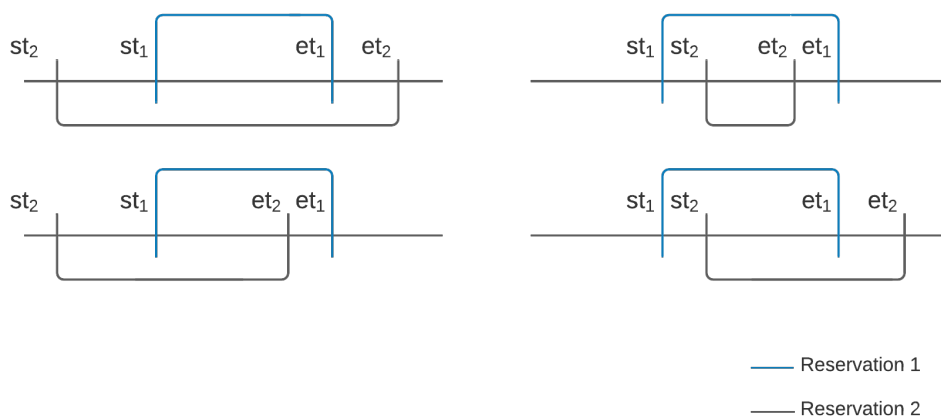 st₂ st₁ et₁ et₂
st₁ st₂ et₂ et₁
st₂ st₁ et₂ et₁
st₁ st₂ et₁ et₂
Reservation 1
Reservation 2